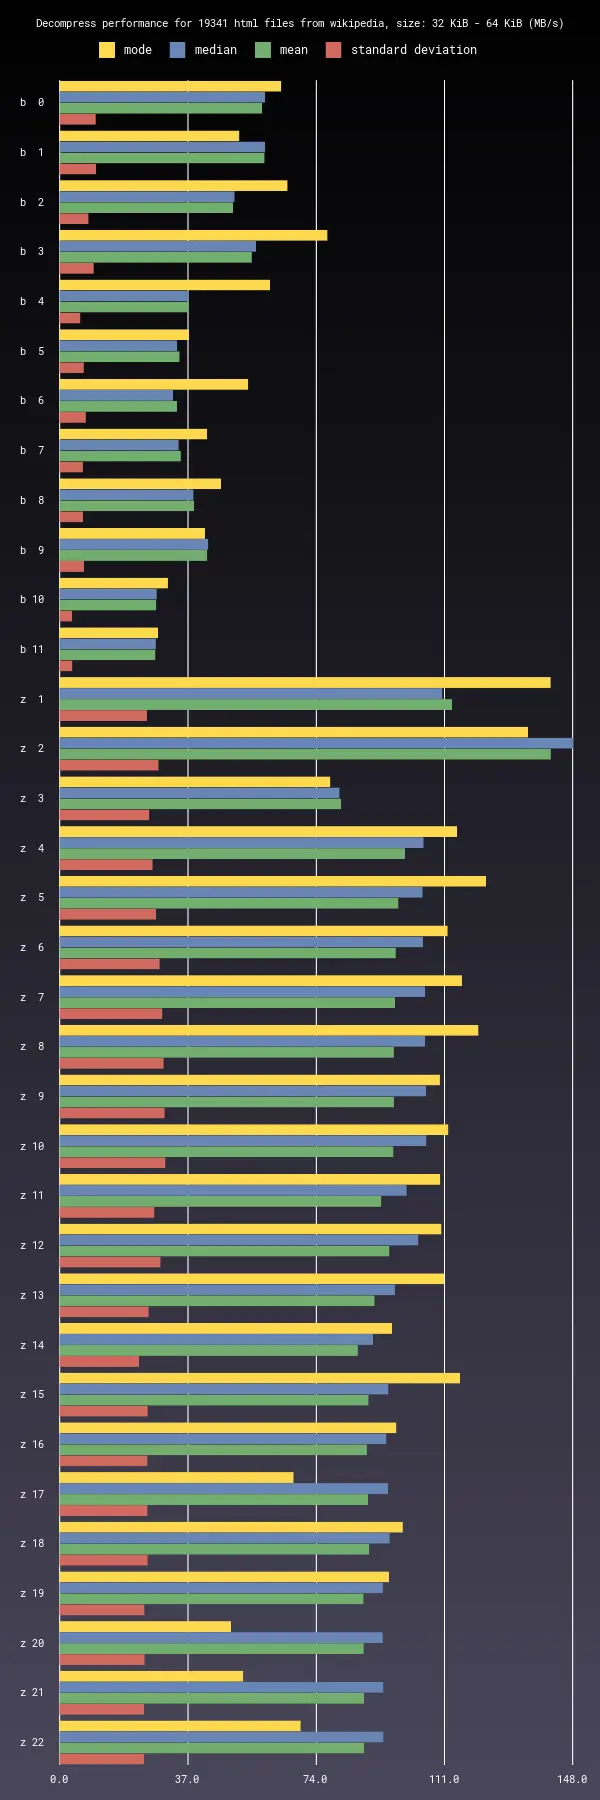 Decompress performance for 19341 html files from wikipedia, size: 32 KiB - 64 KiB (MB/s)
mode median mean standard deviation
b 0
b 1
b 2
b 3
b 4
b 5
b 6
b 7
b 8
b 9
b 10
b 11
z 1
z 2
z 3
z 4
z 5
z 6
z 7
z 8
z 9
z 10
z 11
z 12
z 13
z 14
z 15
z 16
z 17
z 18
z 19
z 20
z 21
z 22
0.0 37.0 74.0 111.0 148.0